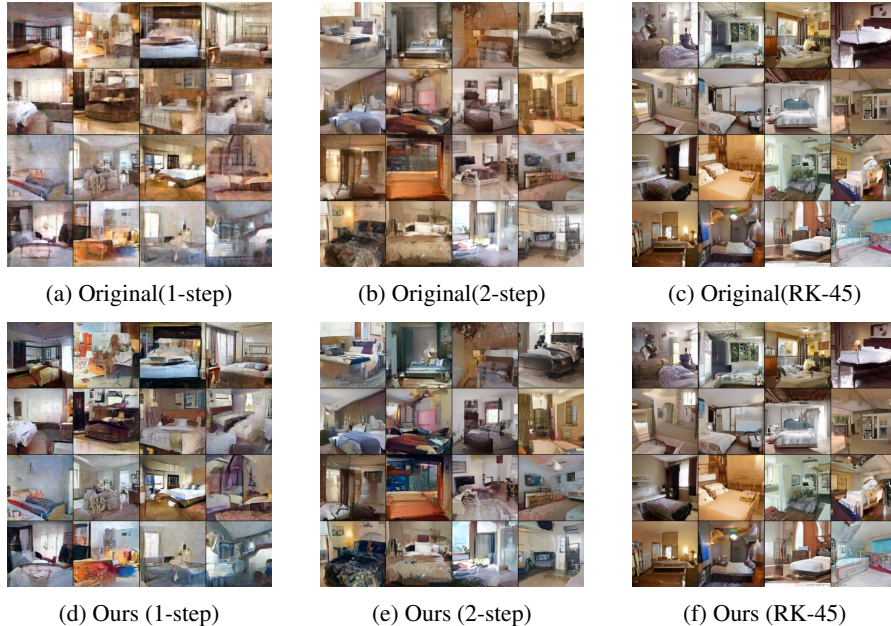 (a) Original(1-step)
(b) Original(2-step)
(c) Original(RK-45)
(d) Ours (1-step)
(e) Ours (2-step)
(f) Ours (RK-45)